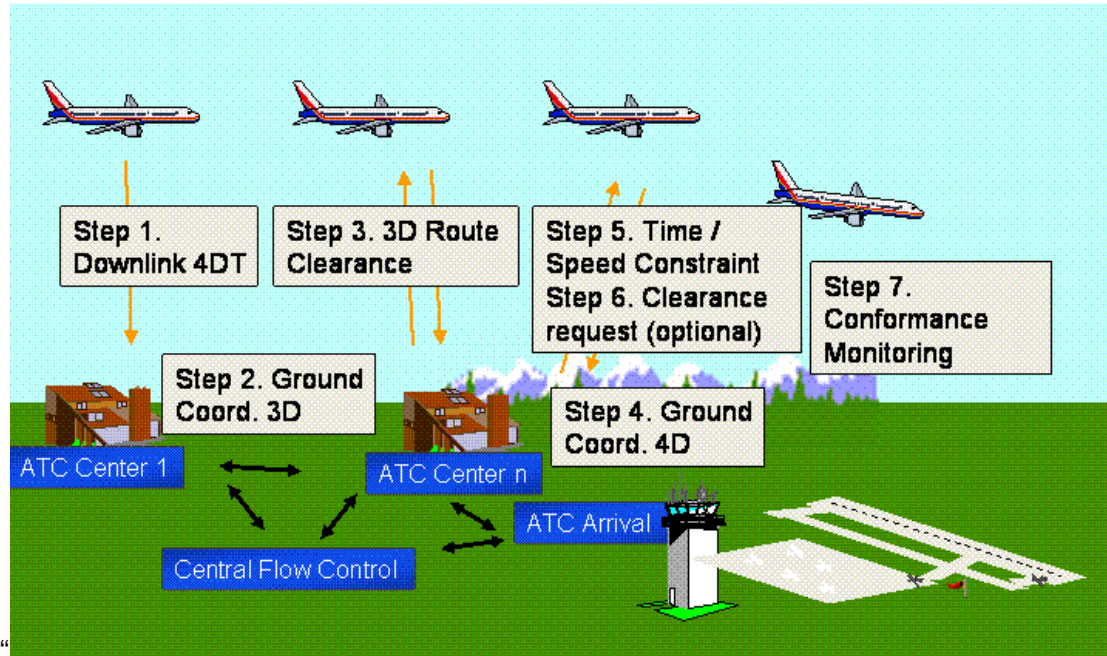 Step 1.
Downlink 4DT
Step 3. 3D Route
Clearance
Step 5. Time /
Speed Constraint
Step 6. Clearance
request (optional)
Step 7.
Conformance
Monitoring
Step 2. Ground
Coord. 3D
Step 4. Ground
Coord. 4D
ATC Center 1
ATC Center n
ATC Arrival
Central Flow Control
“